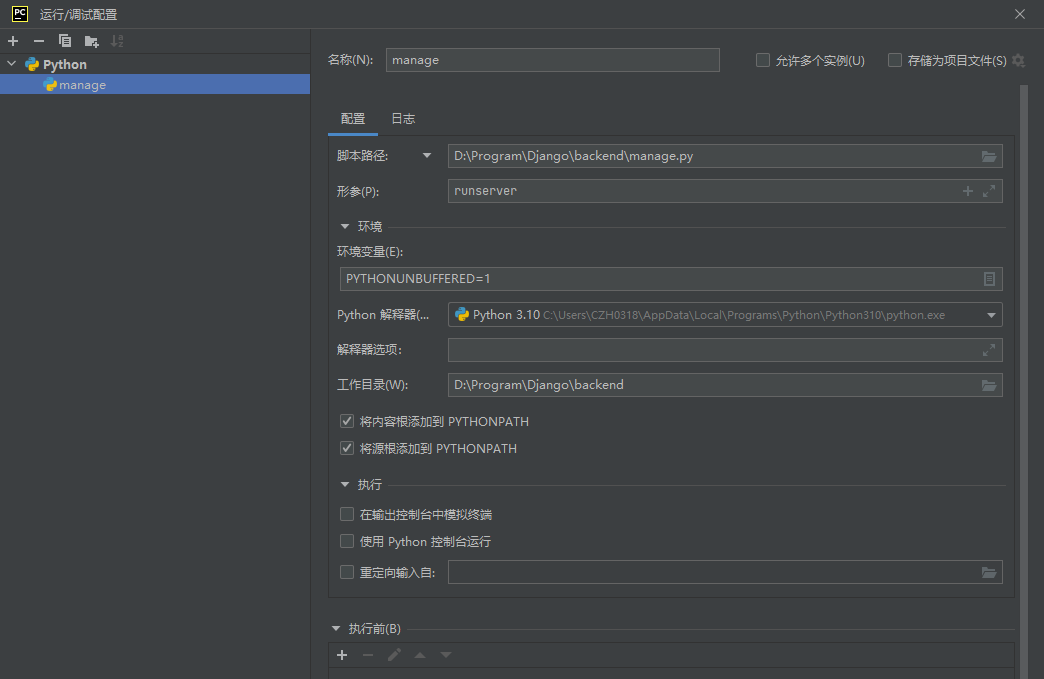 PC 运行/调试配置
Python
manage
名称(N): manage 允许多个实例(U) 存储为项目文件(S)
配置 日志
脚本路径: D:\Program\Django\backend\manage.py
形参(P): runserver
环境
环境变量(E):
PYTHONUNBUFFERED=1
Python 解释器(... Python 3.10 C:\Users\CZH0318\AppData\Local\Programs\Python\Python310\python.exe
解释器选项:
工作目录(W): D:\Program\Django\backend
将内容根添加到 PYTHONPATH
将源根添加到 PYTHONPATH
执行
在输出控制台中模拟终端
使用 Python 控制台运行
重定向输入自:
执行前(B)